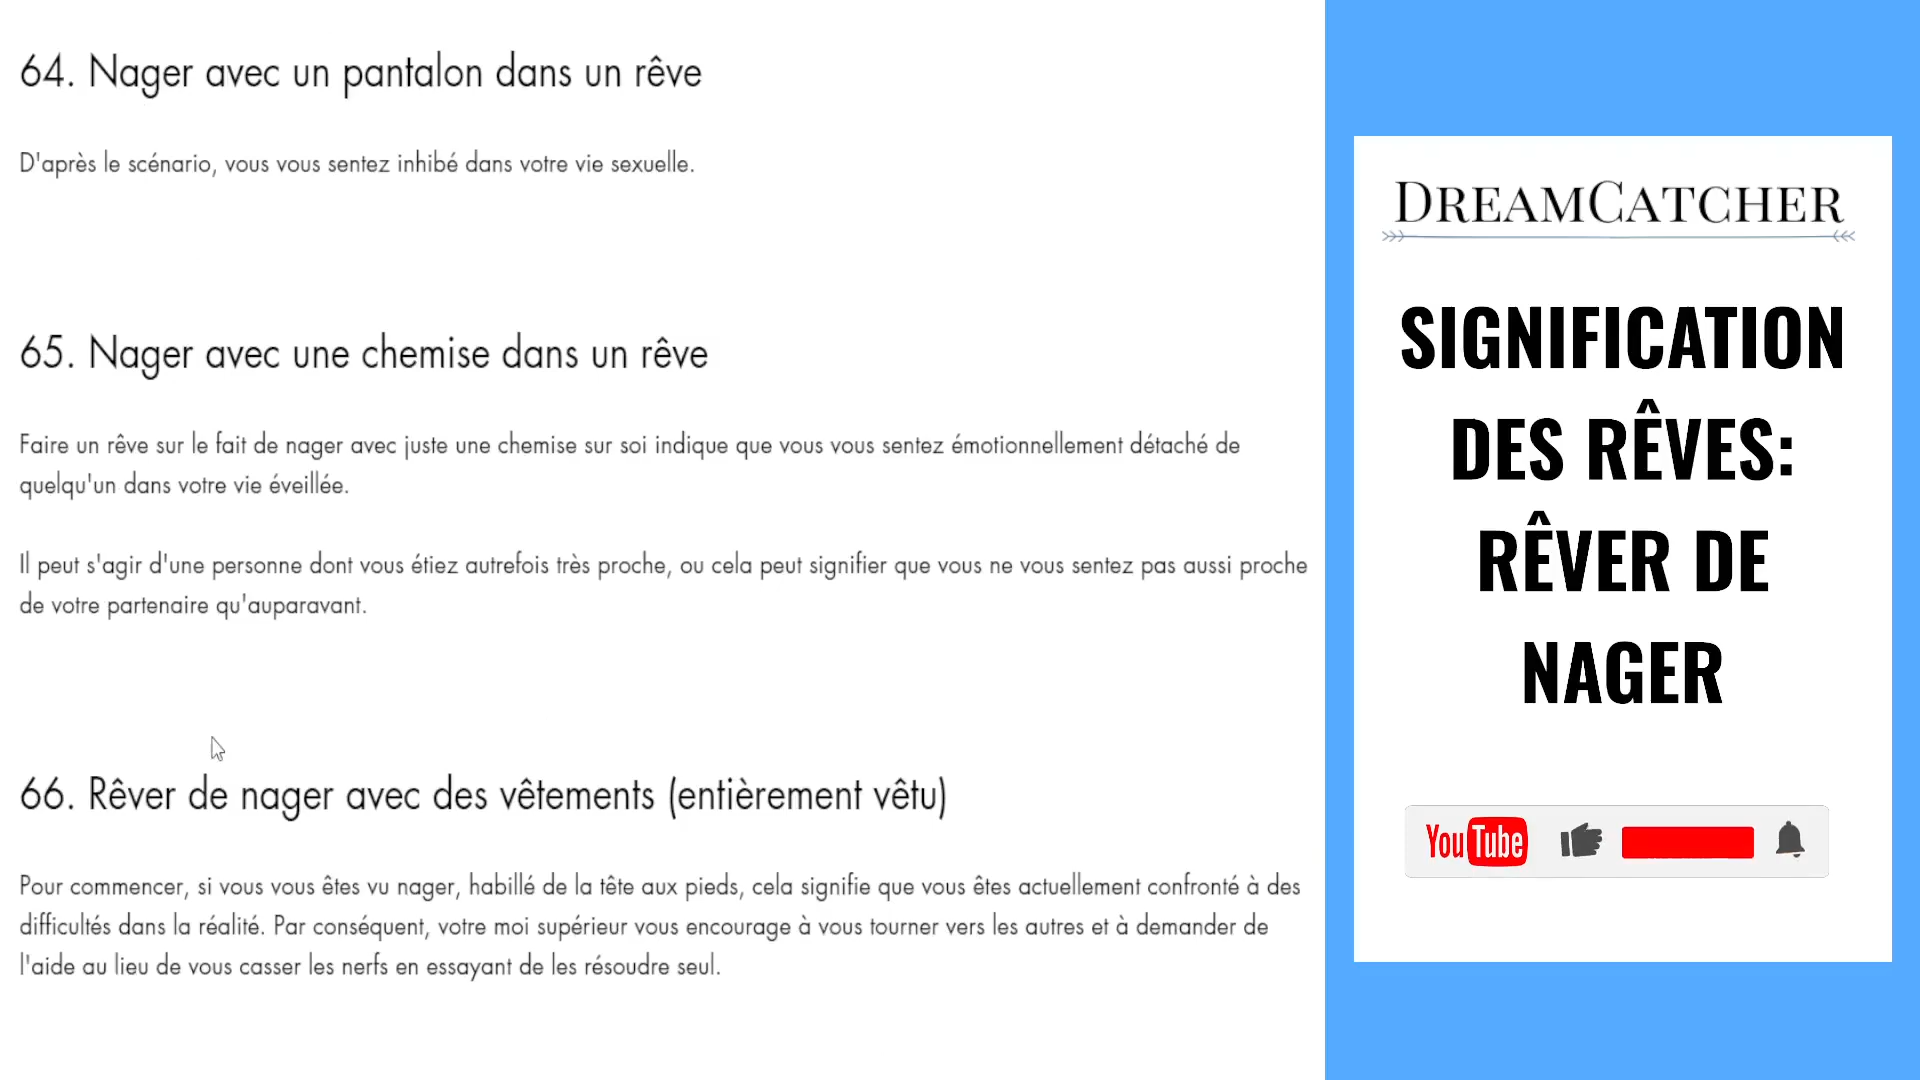 64. Nager avec un pantalon dans un rêve
D'après le scénario, vous vous sentez inhibé dans votre vie sexuelle.
65. Nager avec une chemise dans un rêve
Faire un rêve sur le fait de nager avec juste une chemise sur soi indique que vous vous sentez émotionnellement détaché de
quelqu'un dans votre vie éveillée.
Il peut s'agir d'une personne dont vous étiez autrefois très proche, ou cela peut signifier que vous ne vous sentez pas aussi proche
de votre partenaire qu'auparavant.
66. Rêver de nager avec des vêtements (entièrement vêtu)
Pour commencer, si vous vous êtes vu nager, habillé de la tête aux pieds, cela signifie que vous êtes actuellement confronté à des
difficultés dans la réalité. Par conséquent, votre moi supérieur vous encourage à vous tourner vers les autres et à demander de
l'aide au lieu de vous casser les nerfs en essayant de les résoudre seul.
DREAMCATCHER
SIGNIFICATION
DES RÊVES:
RÊVER DE
NAGER
YouTube